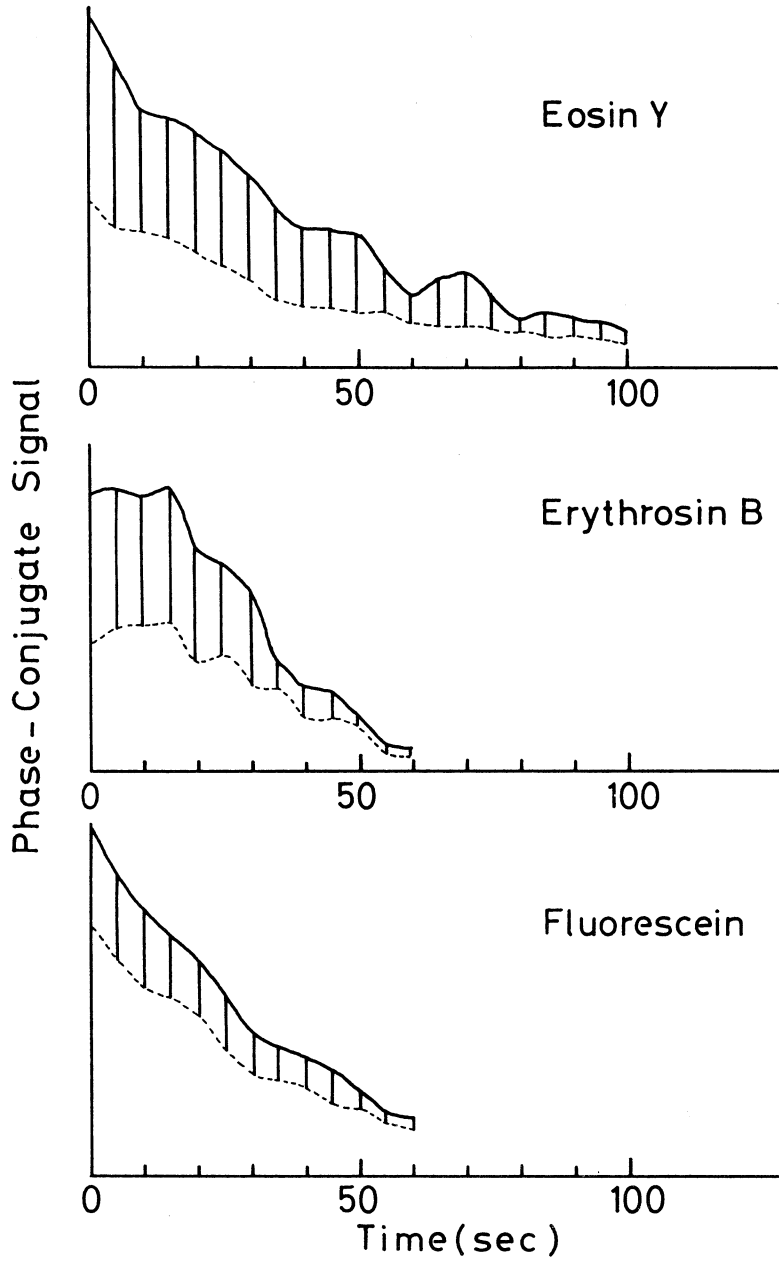 Eosin Y
0 50 100
Phase-Conjugate Signal
Erythrosin B
0 50 100
Fluorescein
0 50 100
Time(sec)